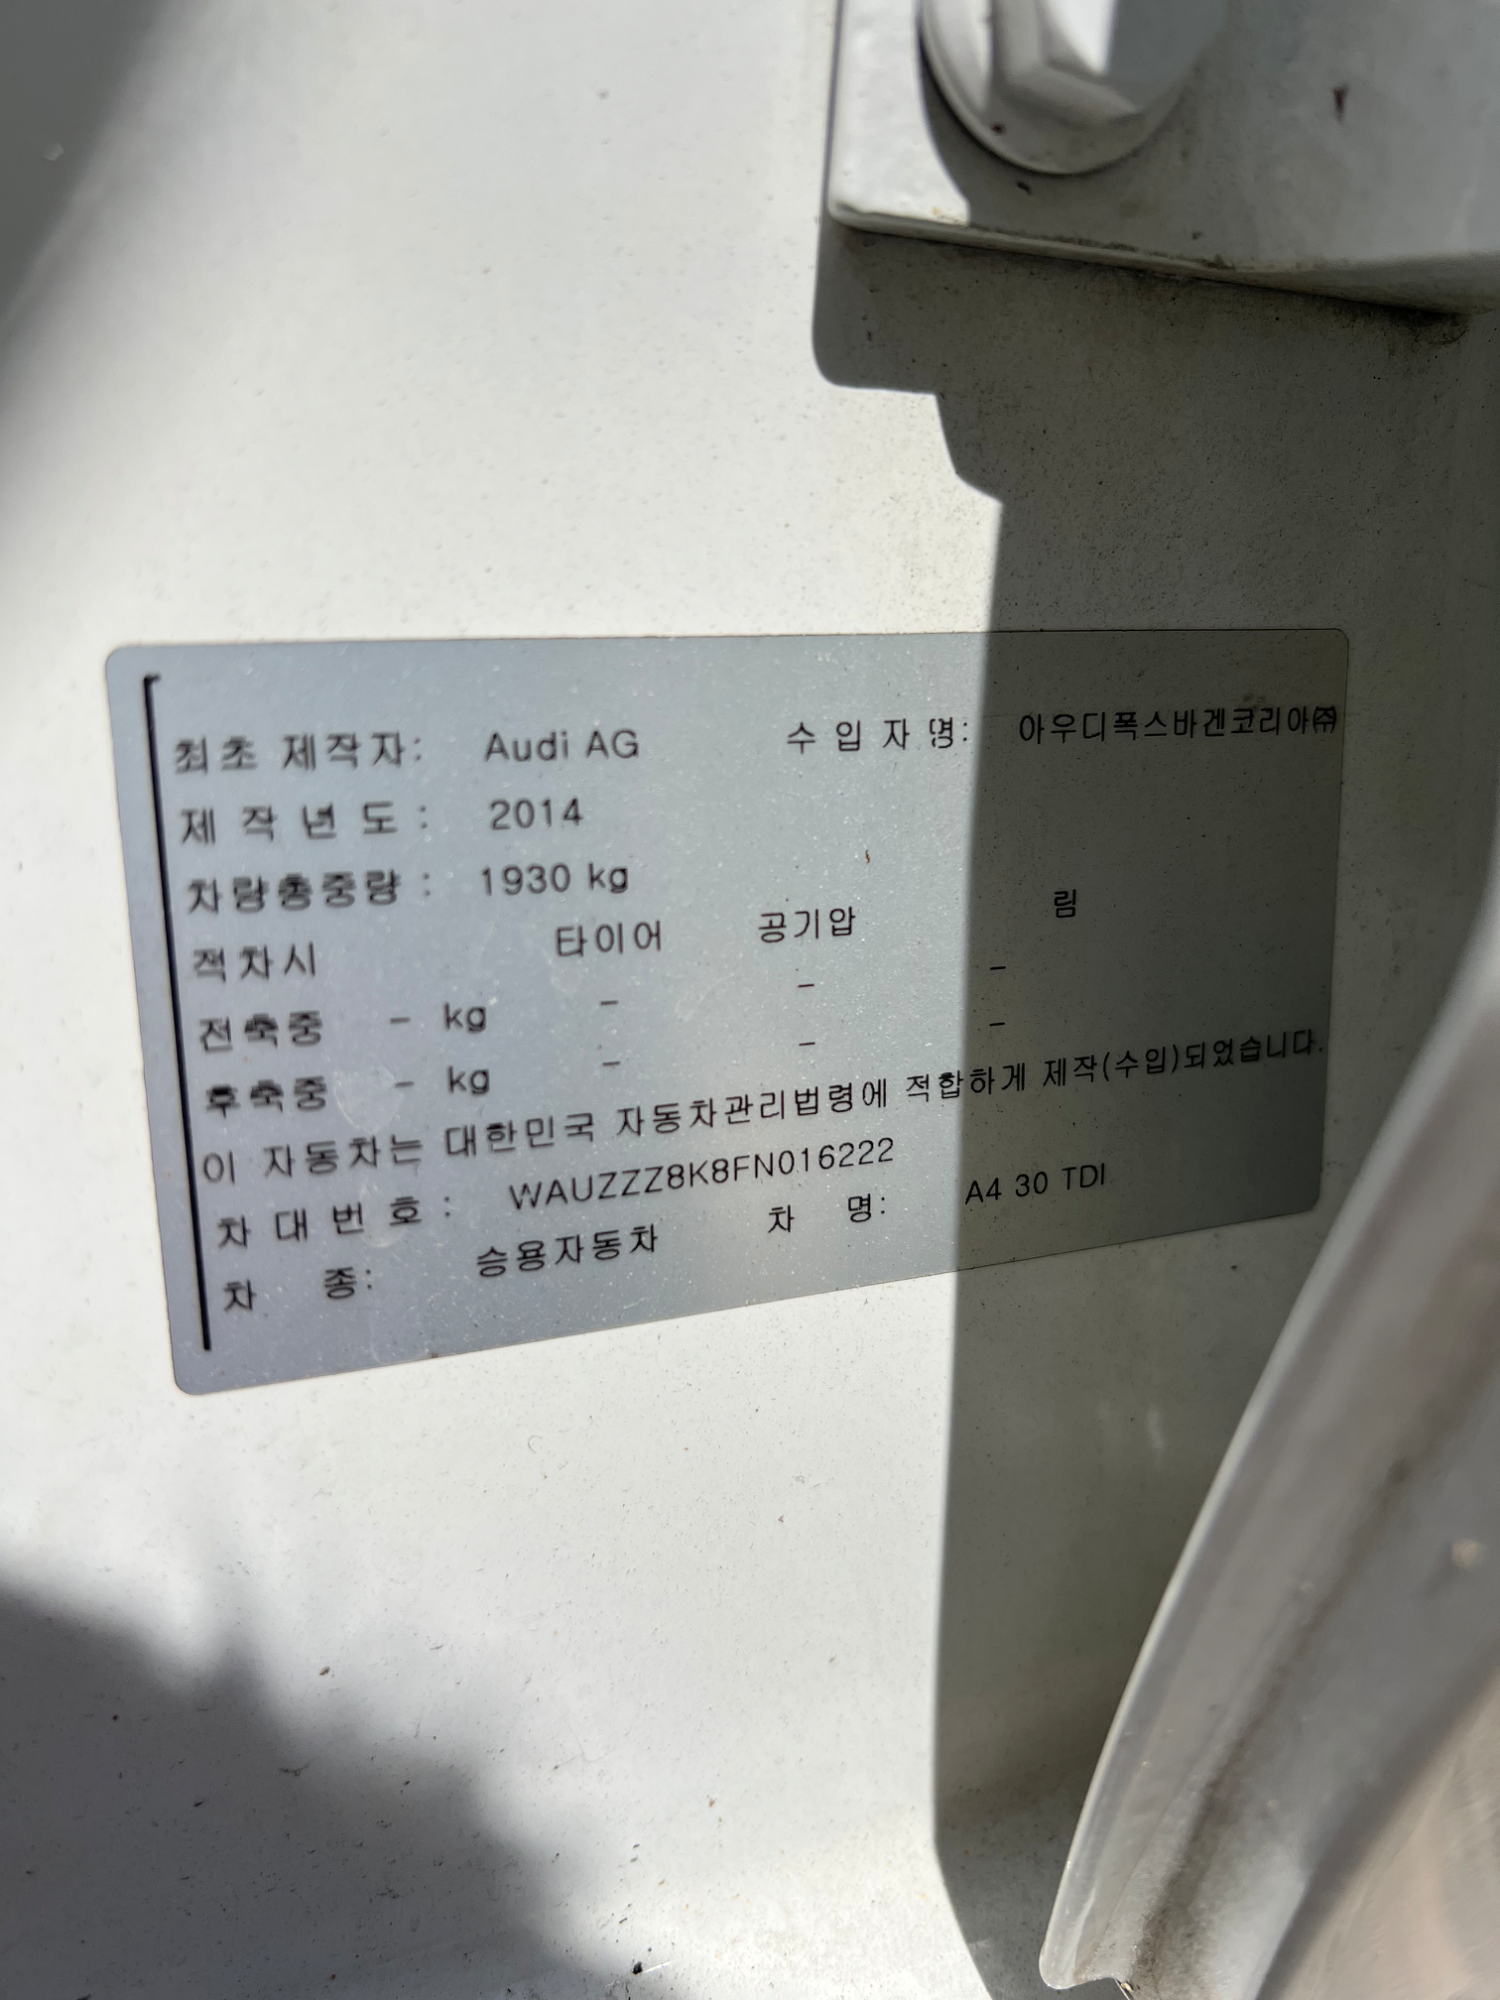 최초 제작자: Audi AG 수 입 자 명: 아우디폭스바겐코리아㈜
제 작 년 도 : 2014
차량총중량 : 1930 kg
적차시 타이어 공기압 림
전축중 - kg - - -
후축중 - kg - - -
이 자동차는 대한민국 자동차관리법령에 적합하게 제작(수입)되었습니다.
차 대 번 호 : WAUZZZ8K8FN016222
차 종: 승용자동차 차 명: A4 30 TDI